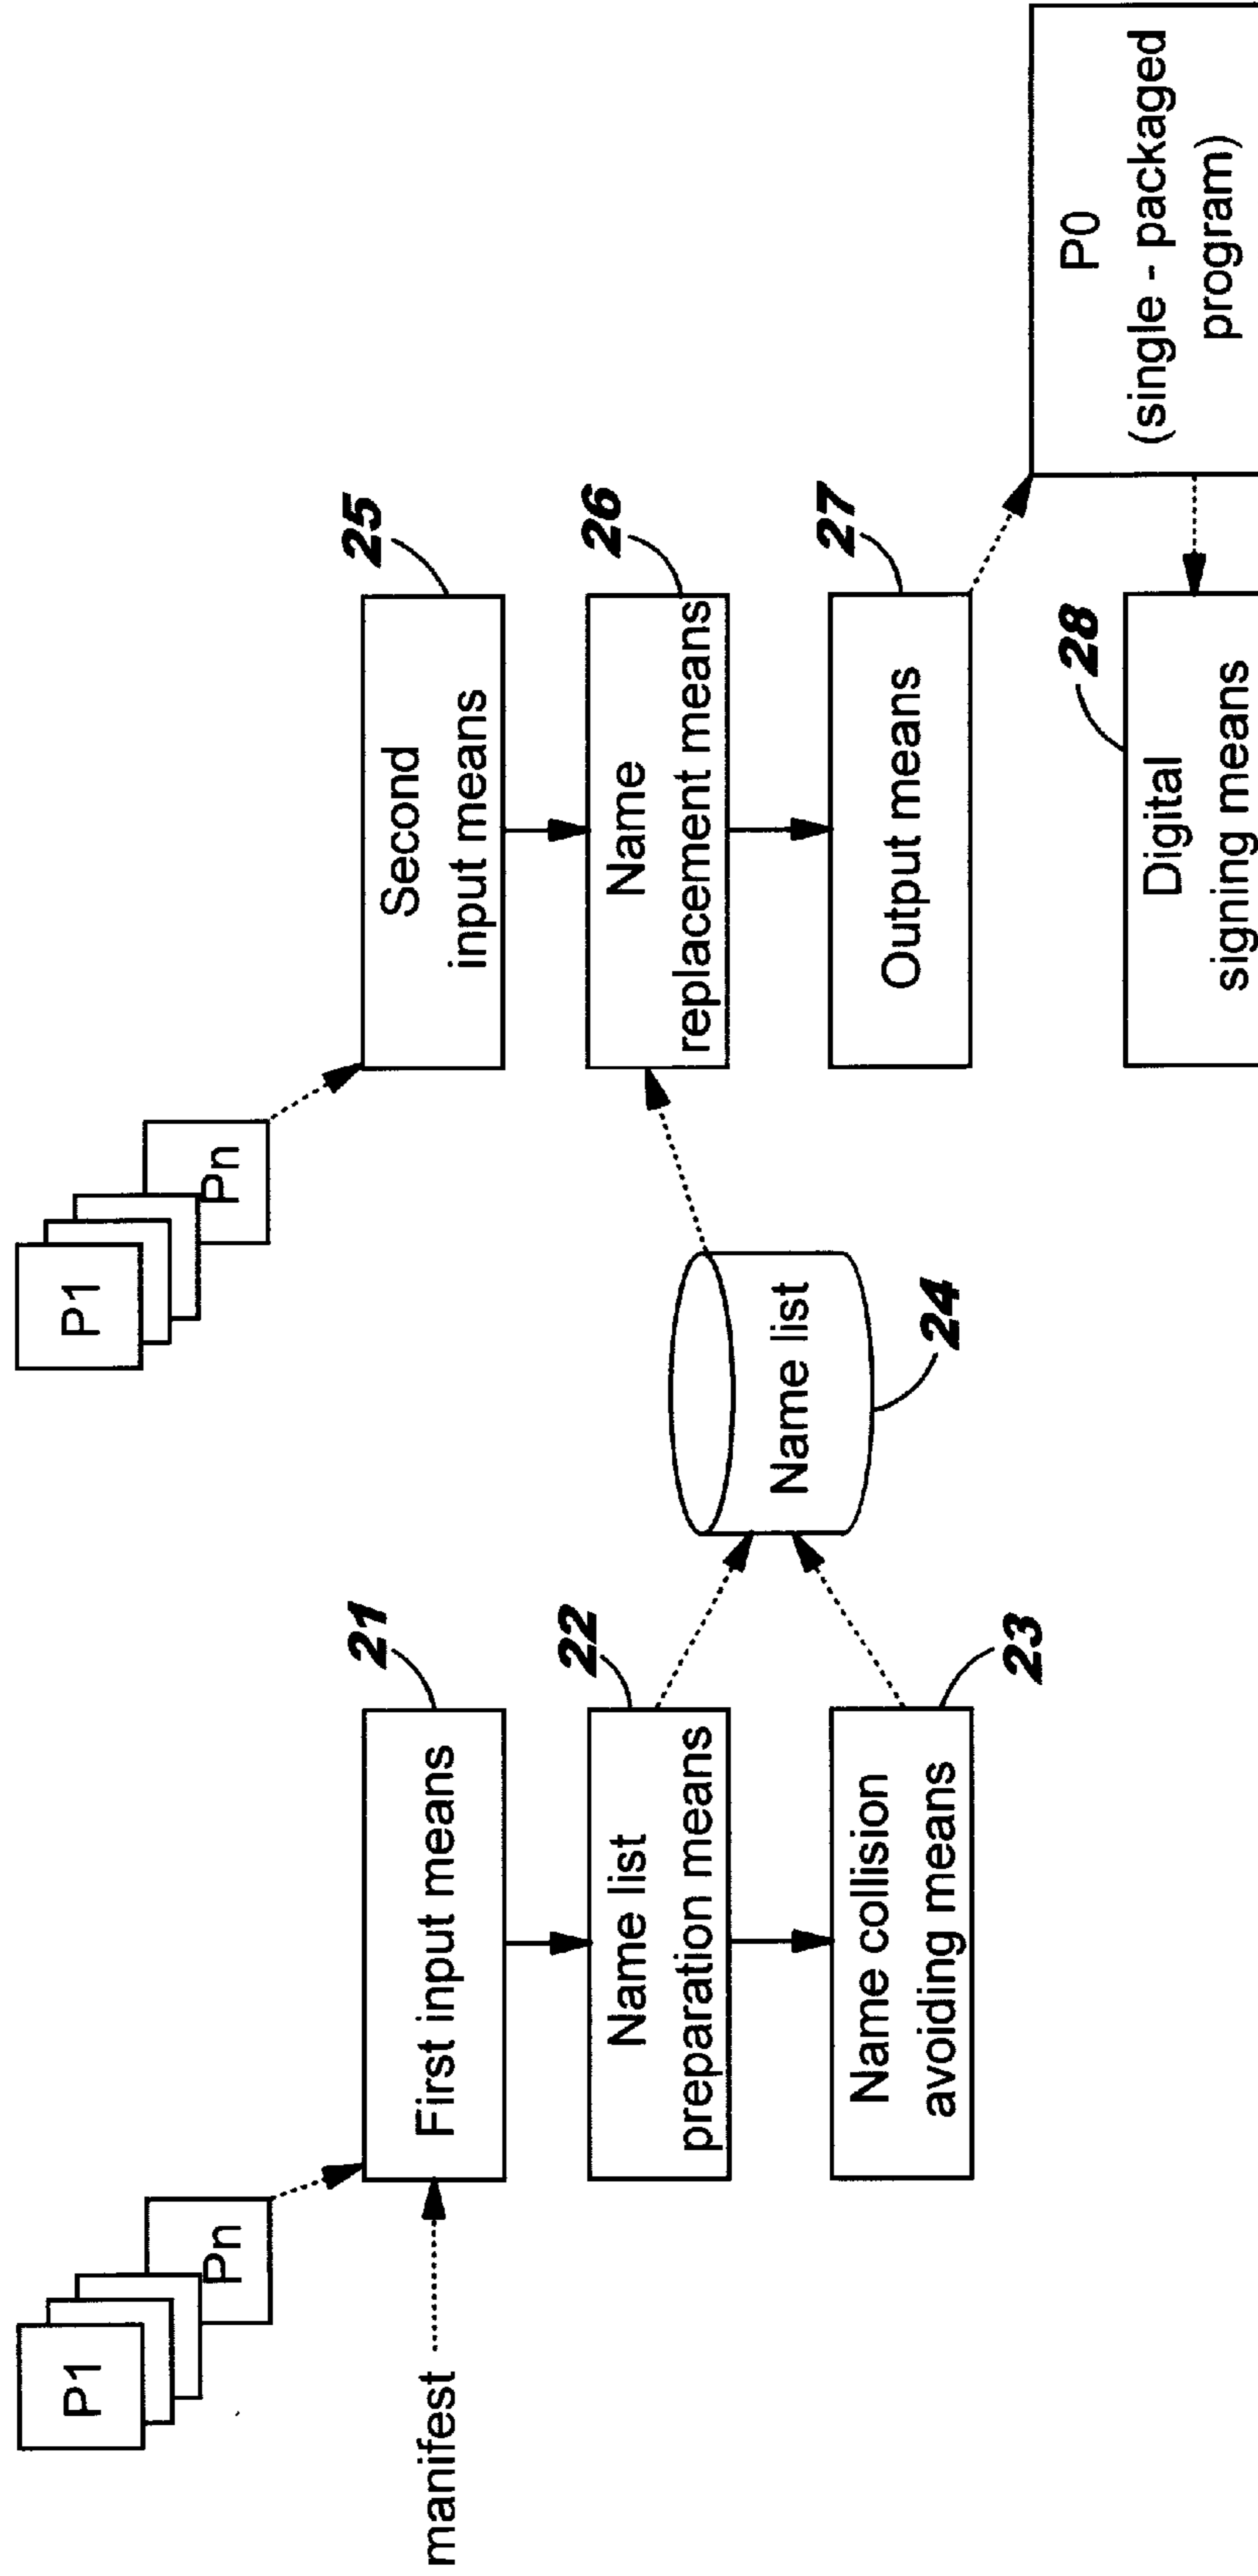 P1
Pn
manifest
First input means
21
Name list
preparation means
22
Name collision
avoiding means
23
Name list
24
P1
Pn
Second
input means
25
Name
replacement means
26
Output means
27
P0
(single - packaged
program)
Digital
signing means
28